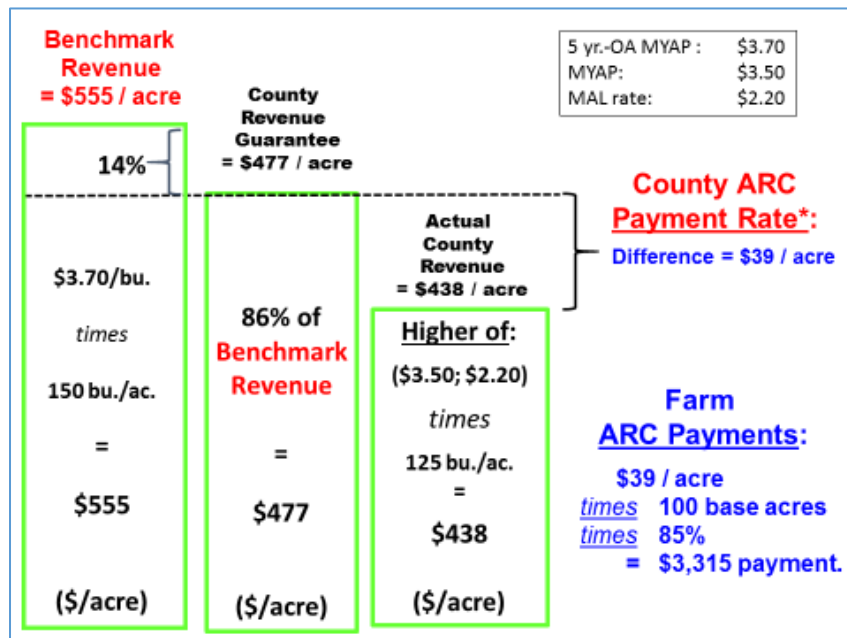 Benchmark
Revenue
= $555 / acre
14%
$3.70/bu.
times
150 bu./ac.
=
$555
($/acre)
County
Revenue
Guarantee
= $477 / acre
86% of
Benchmark
Revenue
=
$477
($/acre)
Actual
County
Revenue
= $438 / acre
Higher of:
($3.50; $2.20)
times
125 bu./ac.
=
$438
($/acre)
5 yr.-OA MYAP : $3.70
MYAP: $3.50
MAL rate: $2.20
County ARC
Payment Rate*:
Difference = $39 / acre
Farm
ARC Payments:
$39 / acre
times 100 base acres
times 85%
= $3,315 payment.